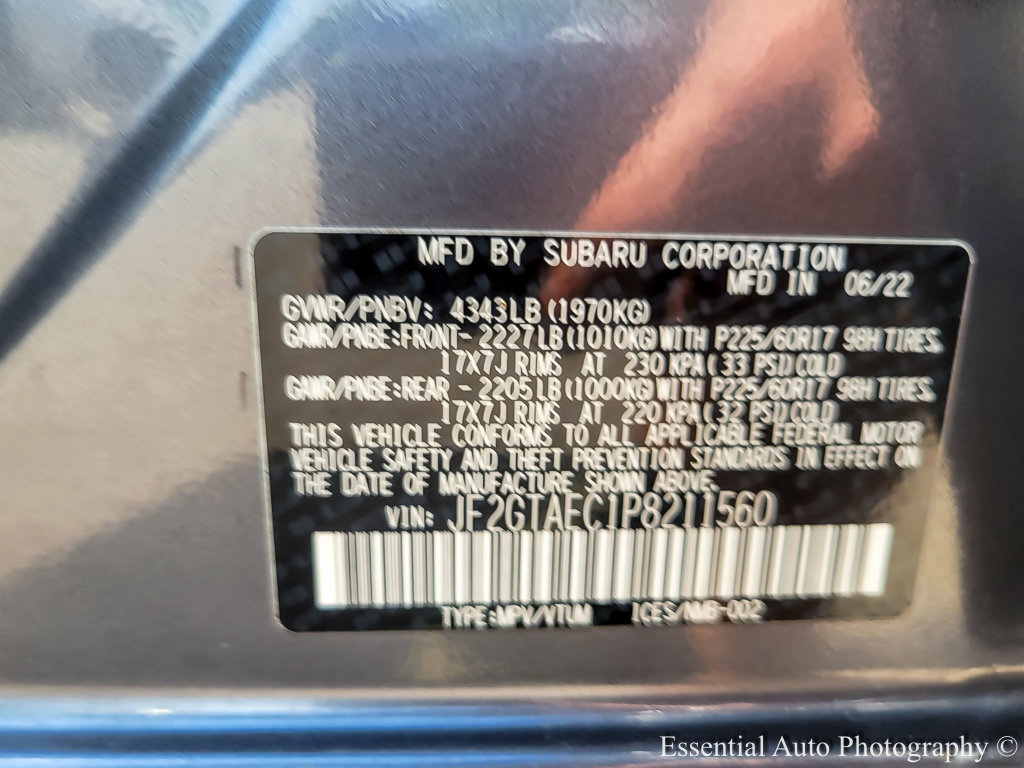 MFD BY SUBARU CORPORATION
MFD IN 06/22
GVWR/PNBV: 4343LB (1970KG)
GAWR/PNBE:FRONT- 2227LB (1010KG) WITH P225/60R17 98H TIRES,
17X7J RIMS AT 230 KPA ( 33 PSI) COLD
GAWR/PNBE:REAR - 2205LB (1000KG) WITH P225/60R17 98H TIRES,
17X7J RIMS AT 220 KPA ( 32 PSI) COLD
THIS VEHICLE CONFORMS TO ALL APPLICABLE FEDERAL MOTOR
VEHICLE SAFETY AND THEFT PREVENTION STANDARDS IN EFFECT ON
THE DATE OF MANUFACTURE SHOWN ABOVE.
VIN: JF2GTAEC1P8211560
TYPE:MPV/VTUM ICES/NMB-002
Essential Auto Photography ©